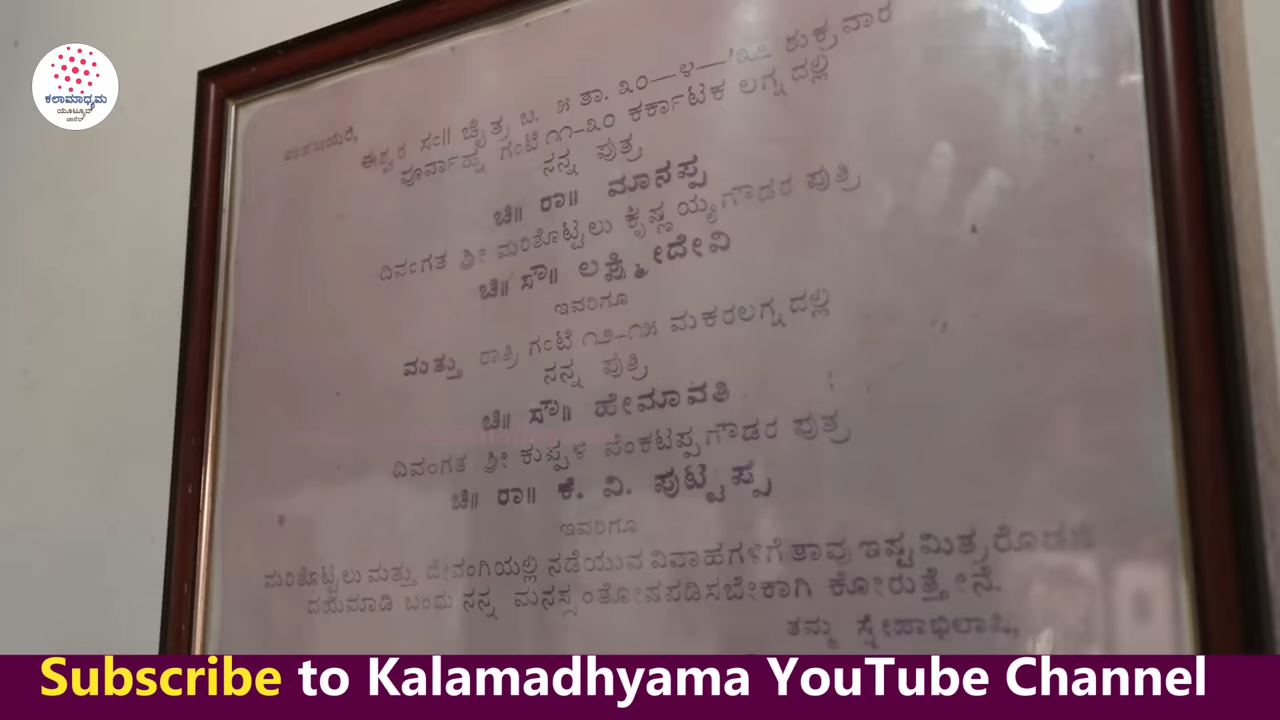 ಕಲಾಮಾಧ್ಯಮ
ಯೂಟ್ಯೂಬ್
ಚಾನೆಲ್
ಮಹನೀಯರೆ,
ಈಶ್ವರ ಸಂ|| ಚೈತ್ರ ಬ. ೫ ತಾ. ೩೦—೪—'೩೭ ಶುಕ್ರವಾರ
ಪೂರ್ವಾಹ್ನ ಗಂಟೆ ೧೧-೩೦ ಕರ್ಕಾಟಕ ಲಗ್ನದಲ್ಲಿ
ನನ್ನ ಪುತ್ರ
ಚಿ|| ರಾ|| ಮಾನಪ್ಪ
ದಿವಂಗತ ಶ್ರೀ ಮರಿತೊಟ್ಟಲು ಕೃಷ್ಣಯ್ಯಗೌಡರ ಪುತ್ರಿ
ಚಿ|| ಸೌ|| ಲಕ್ಷ್ಮೀದೇವಿ
ಇವರಿಗೂ
ಮತ್ತು ರಾತ್ರಿ ಗಂಟೆ ೧೨-೧೫ ಮಕರಲಗ್ನದಲ್ಲಿ
ನನ್ನ ಪುತ್ರಿ
ಚಿ|| ಸೌ|| ಹೇಮಾವತಿ
ದಿವಂಗತ ಶ್ರೀ ಕುಪ್ಪಳಿ ವೆಂಕಟಪ್ಪಗೌಡರ ಪುತ್ರ
ಚಿ|| ರಾ|| ಕೆ. ವಿ. ಪುಟ್ಟಪ್ಪ
ಇವರಿಗೂ
ಮರಿತೊಟ್ಟಲು ಮತ್ತು ದೇವಂಗಿಯಲ್ಲಿ ನಡೆಯುವ ವಿವಾಹಗಳಿಗೆ ತಾವು ಇಷ್ಟಮಿತ್ರರೊಡನೆ
ದಯಮಾಡಿ ಬಂದು ನನ್ನ ಮನಸ್ಸಂತೋಷಪಡಿಸಬೇಕಾಗಿ ಕೋರುತ್ತೇನೆ.
ತಮ್ಮ ಸ್ನೇಹಾಭಿಲಾಷಿ,
Subscribe to Kalamadhyama YouTube Channel